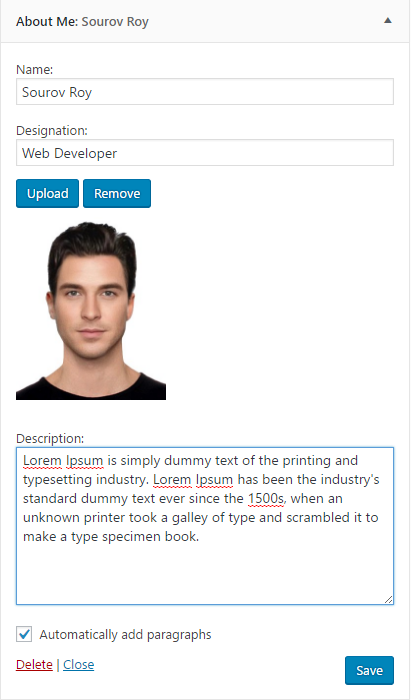 About Me: Sourov Roy
Name:
Sourov Roy
Designation:
Web Developer
Upload Remove
Description:
Lorem Ipsum is simply dummy text of the printing and
typesetting industry. Lorem Ipsum has been the industry's
standard dummy text ever since the 1500s, when an
unknown printer took a galley of type and scrambled it to
make a type specimen book.
Automatically add paragraphs
Delete | Close Save